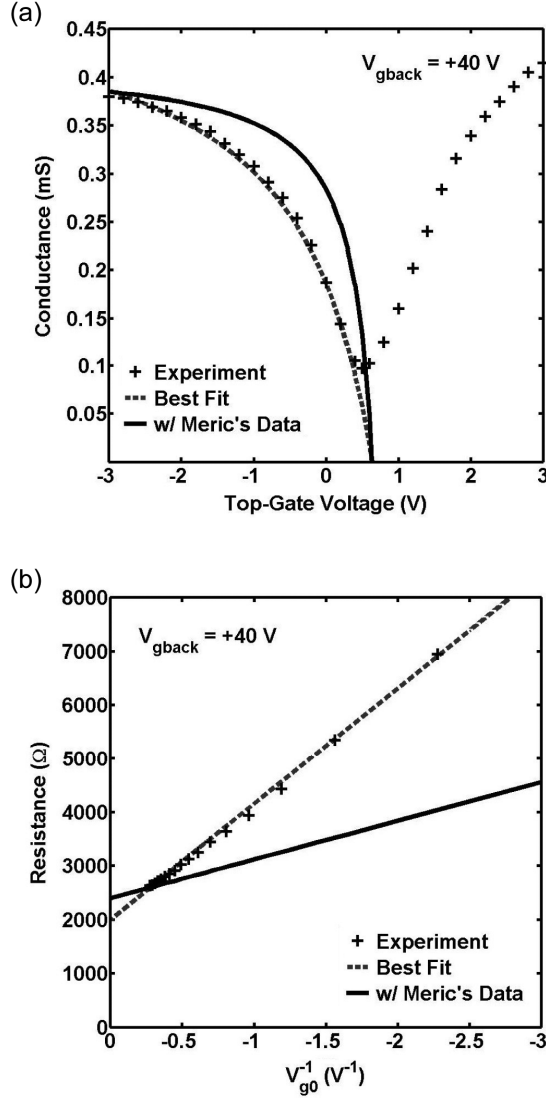 (a)
V_gback = +40 V
Conductance (mS)
0.45
0.4
0.35
0.3
0.25
0.2
0.15
0.1
0.05
Experiment
Best Fit
w/ Meric's Data
-3 -2 -1 0 1 2 3
Top-Gate Voltage (V)
(b)
V_gback = +40 V
Resistance (Ω)
8000
7000
6000
5000
4000
3000
2000
1000
0
Experiment
Best Fit
w/ Meric's Data
0 -0.5 -1 -1.5 -2 -2.5 -3
V_g0^-1 (V^-1)